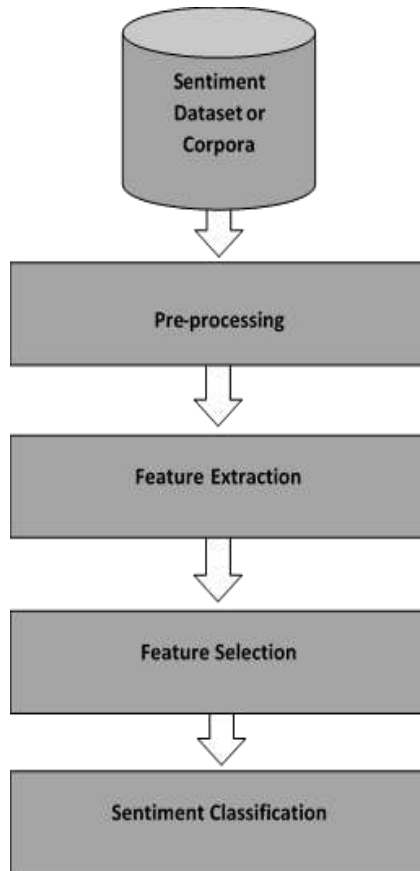 Sentiment
Dataset or
Corpora
Pre-processing
Feature Extraction
Feature Selection
Sentiment Classification